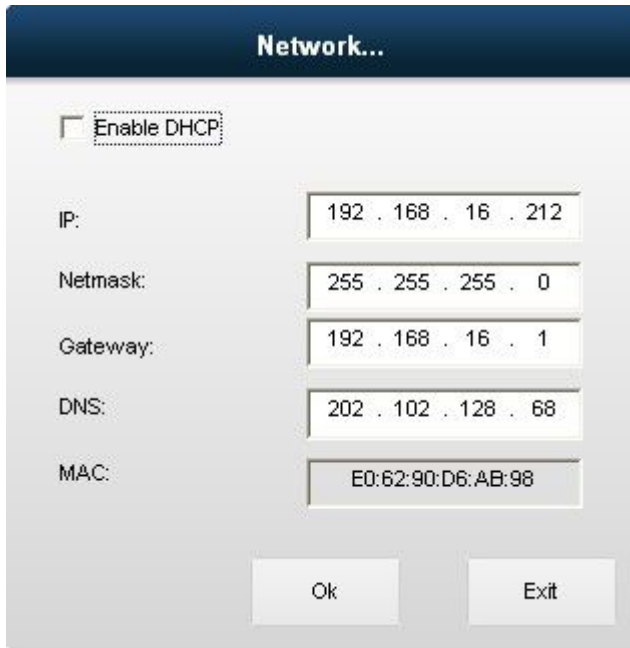 Network...
Enable DHCP
IP: 192 . 168 . 16 . 212
Netmask: 255 . 255 . 255 . 0
Gateway: 192 . 168 . 16 . 1
DNS: 202 . 102 . 128 . 68
MAC: E0:62:90:D6:AB:98
Ok Exit